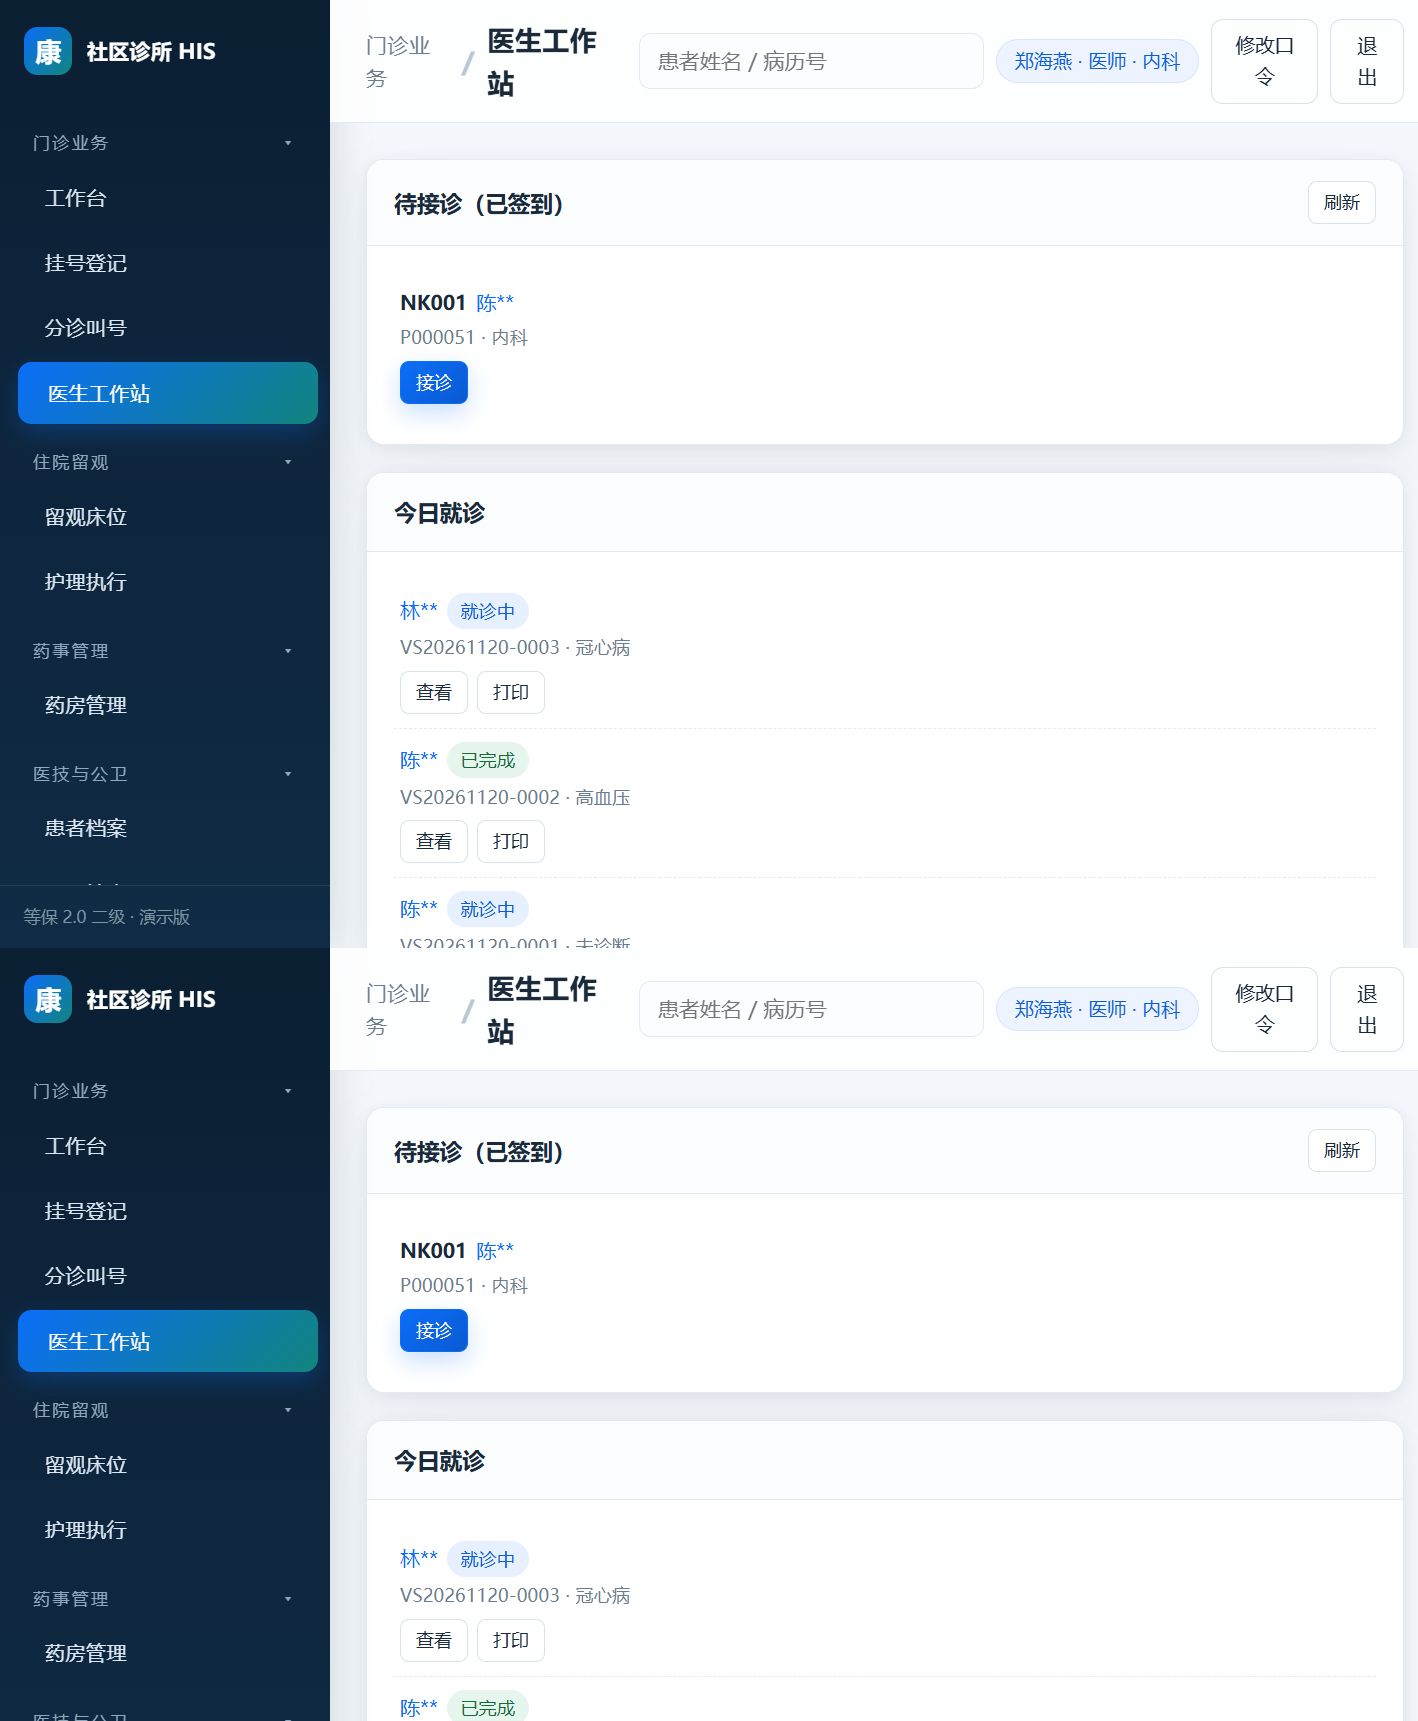 康 社区诊所 HIS
门诊业务
工作台
挂号登记
分诊叫号
医生工作站
住院留观
留观床位
护理执行
药事管理
药房管理
医技与公卫
患者档案
等保 2.0 二级 · 演示版
门诊业
务
/
医生工作
站
患者姓名 / 病历号
郑海燕 · 医师 · 内科
修改口
令
退
出
待接诊（已签到）
刷新
NK001 陈**
P000051 · 内科
接诊
今日就诊
林** 就诊中
VS20261120-0003 · 冠心病
查看 打印
陈** 已完成
VS20261120-0002 · 高血压
查看 打印
陈** 就诊中
VS20261120-0001 · 未诊断
康 社区诊所 HIS
门诊业务
工作台
挂号登记
分诊叫号
医生工作站
住院留观
留观床位
护理执行
药事管理
药房管理
医技与公卫
门诊业
务
/
医生工作
站
患者姓名 / 病历号
郑海燕 · 医师 · 内科
修改口
令
退
出
待接诊（已签到）
刷新
NK001 陈**
P000051 · 内科
接诊
今日就诊
林** 就诊中
VS20261120-0003 · 冠心病
查看 打印
陈** 已完成